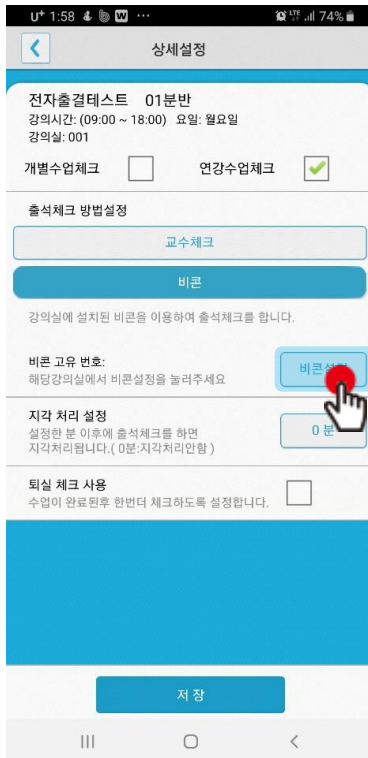 U+ 1:58 W ... LTE 74%
상세설정
전자출결테스트 01분반
강의시간: (09:00 ~ 18:00) 요일: 월요일
강의실: 001
개별수업체크 연강수업체크
출석체크 방법설정
교수체크
비콘
강의실에 설치된 비콘을 이용하여 출석체크를 합니다.
비콘 고유 번호:
해당강의실에서 비콘설정을 눌러주세요
비콘설정
지각 처리 설정
설정한 분 이후에 출석체크를 하면
지각처리됩니다.( 0분:지각처리안함 )
0 분
퇴실 체크 사용
수업이 완료된후 한번더 체크하도록 설정합니다.
저 장